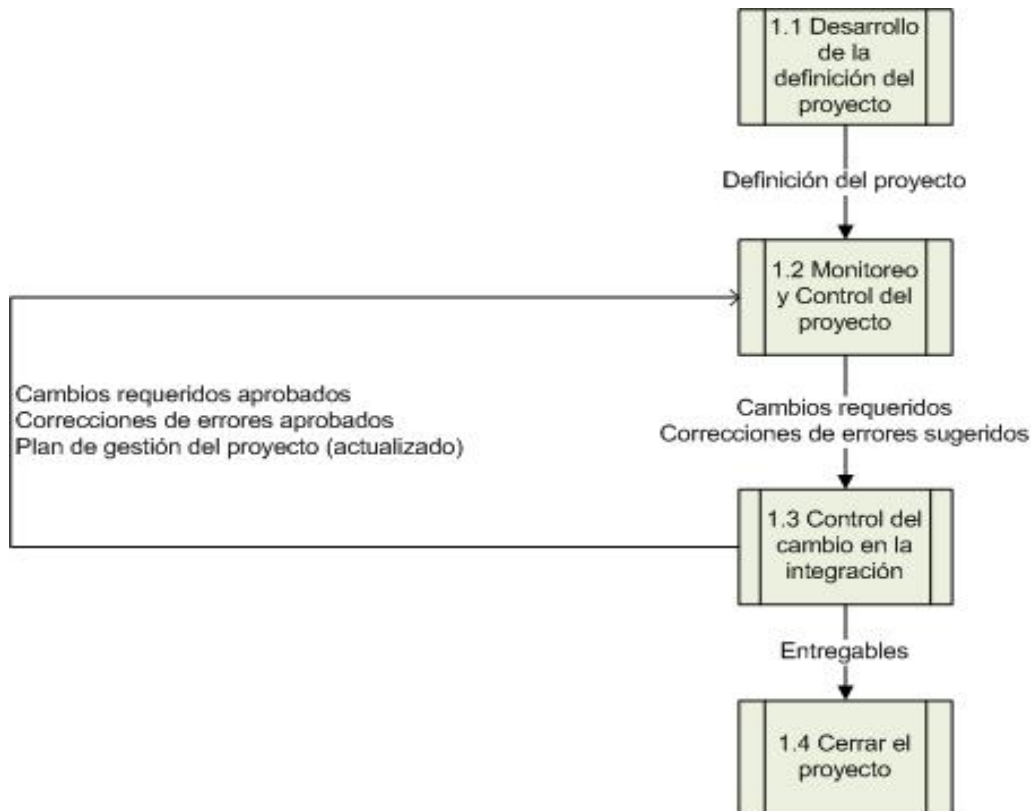 1.1 Desarrollo
de la
definición del
proyecto
Definición del proyecto
1.2 Monitoreo
y Control del
proyecto
Cambios requeridos aprobados
Correcciones de errores aprobados
Plan de gestión del proyecto (actualizado)
Cambios requeridos
Correcciones de errores sugeridos
1.3 Control del
cambio en la
integración
Entregables
1.4 Cerrar el
proyecto